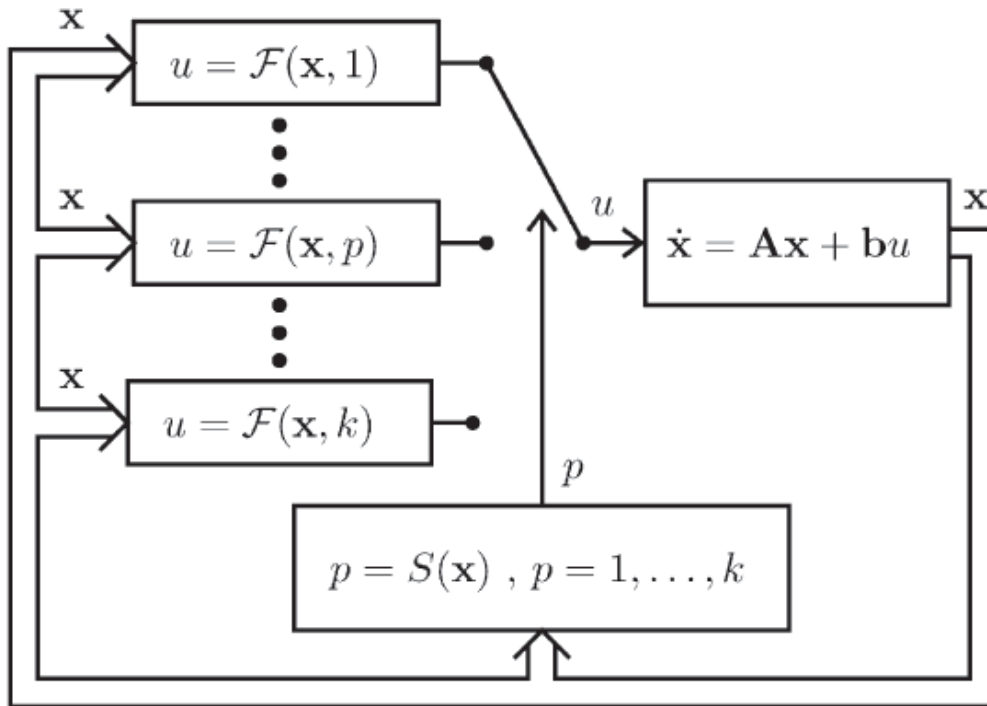 x
u = F(x, 1)
x
u = F(x, p)
u
ẋ = Ax + bu
x
x
u = F(x, k)
p
p = S(x) , p = 1, . . . , k